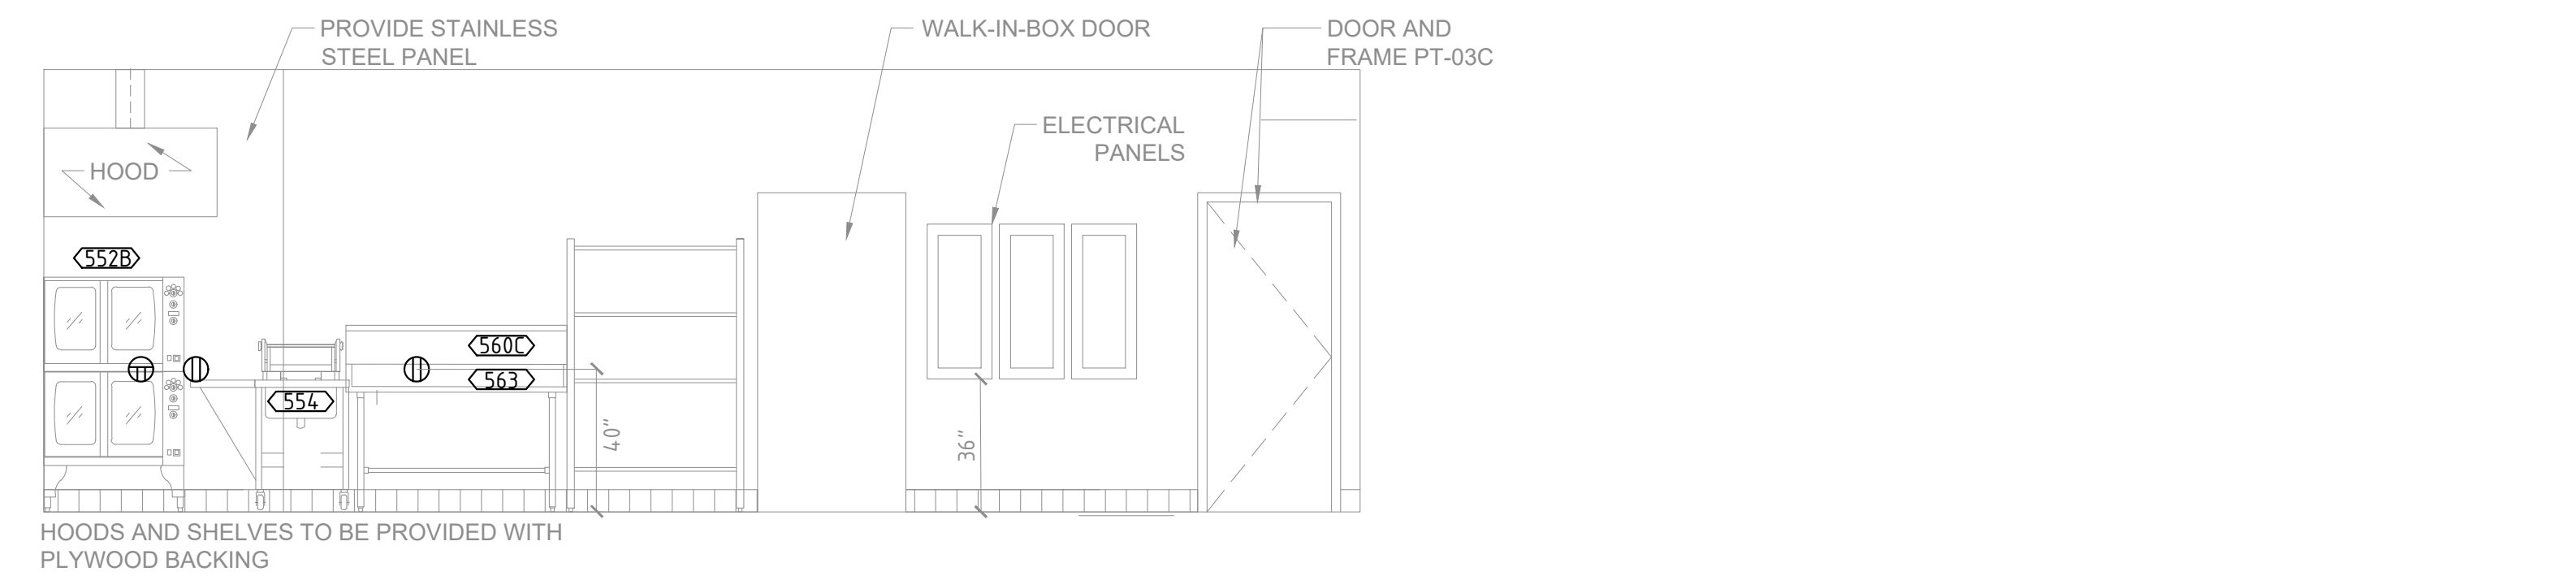 PROVIDE STAINLESS
STEEL PANEL
WALK-IN-BOX DOOR
DOOR AND
FRAME PT-03C
ELECTRICAL
PANELS
HOOD
552B
560C
563
554
40"
36"
HOODS AND SHELVES TO BE PROVIDED WITH
PLYWOOD BACKING